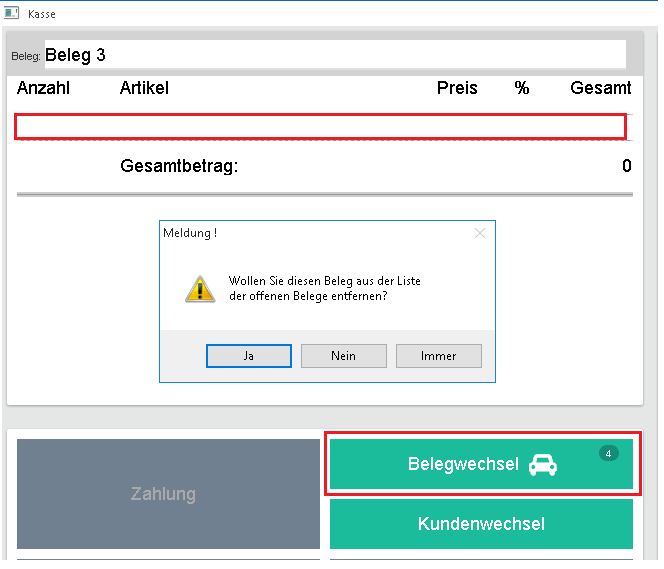 Kasse
Beleg: Beleg 3
Anzahl Artikel Preis % Gesamt
Gesamtbetrag: 0
Meldung !
Wollen Sie diesen Beleg aus der Liste
der offenen Belege entfernen?
Ja Nein Immer
Zahlung
Belegwechsel 4
Kundenwechsel